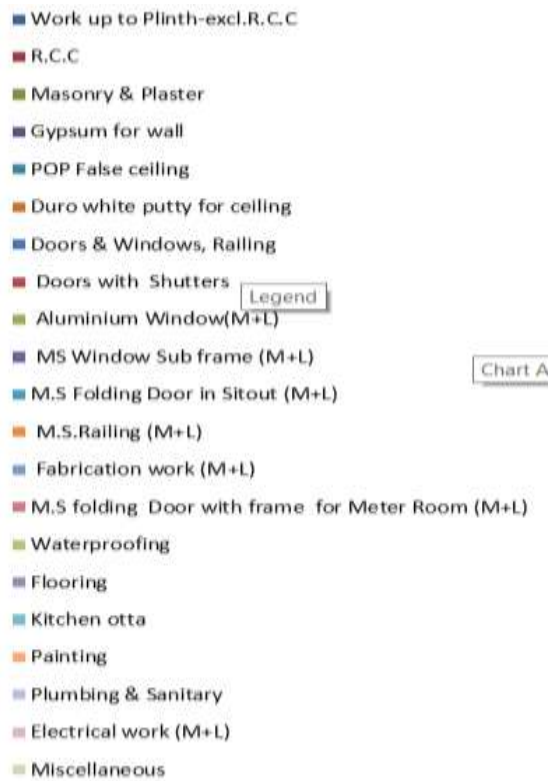 Work up to Plinth-excl.R.C.C
R.C.C
Masonry & Plaster
Gypsum for wall
POP False ceiling
Duro white putty for ceiling
Doors & Windows, Railing
Doors with Shutters
Legend
Aluminium Window(M+L)
MS Window Sub frame (M+L)
Chart A
M.S Folding Door in Sitout (M+L)
M.S.Railing (M+L)
Fabrication work (M+L)
M.S folding Door with frame for Meter Room (M+L)
Waterproofing
Flooring
Kitchen otta
Painting
Plumbing & Sanitary
Electrical work (M+L)
Miscellaneous